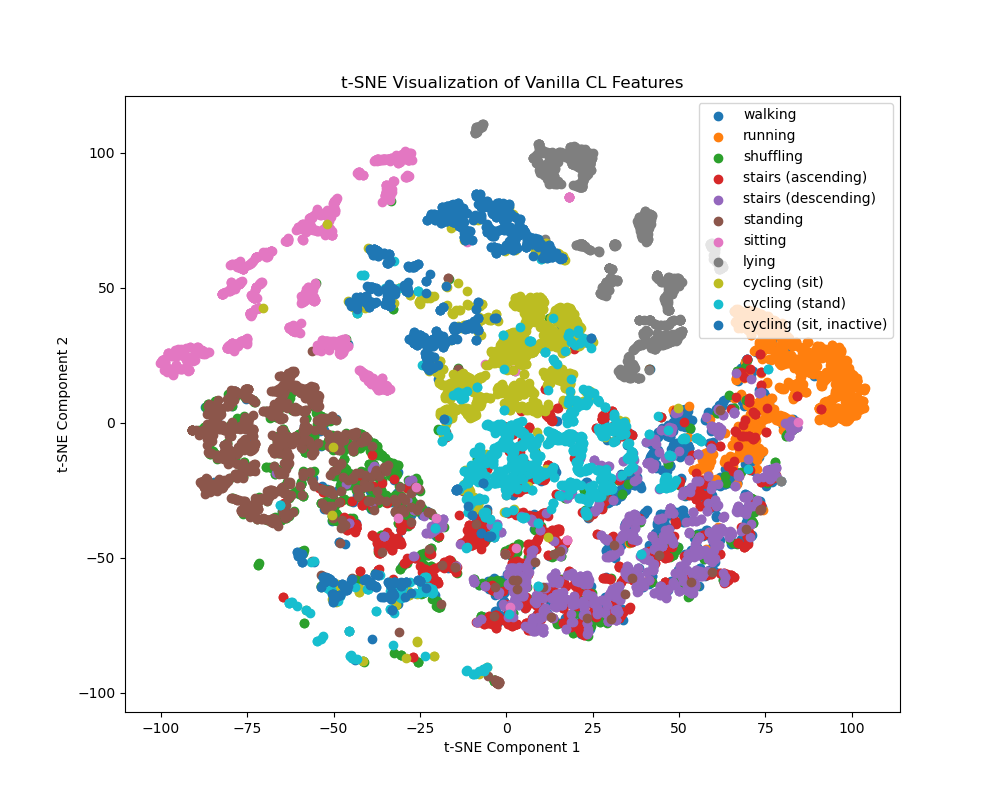 t-SNE Visualization of Vanilla CL Features
walking
running
shuffling
stairs (ascending)
stairs (descending)
standing
sitting
lying
cycling (sit)
cycling (stand)
cycling (sit, inactive)
100
50
0
−50
−100
t-SNE Component 2
−100
−75
−50
−25
0
25
50
75
100
t-SNE Component 1